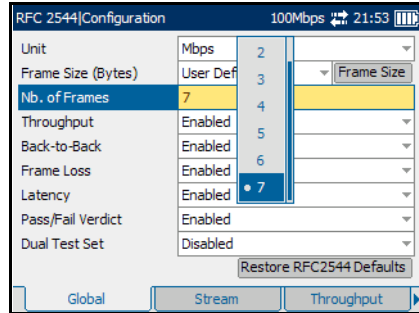 RFC 2544|Configuration 100Mbps 21:53
Unit Mbps
Frame Size (Bytes) User Def Frame Size
Nb. of Frames 7
Throughput Enabled
Back-to-Back Enabled
Frame Loss Enabled
Latency Enabled
Pass/Fail Verdict Enabled
Dual Test Set Disabled
2
3
4
5
6
7
Restore RFC2544 Defaults
Global Stream Throughput